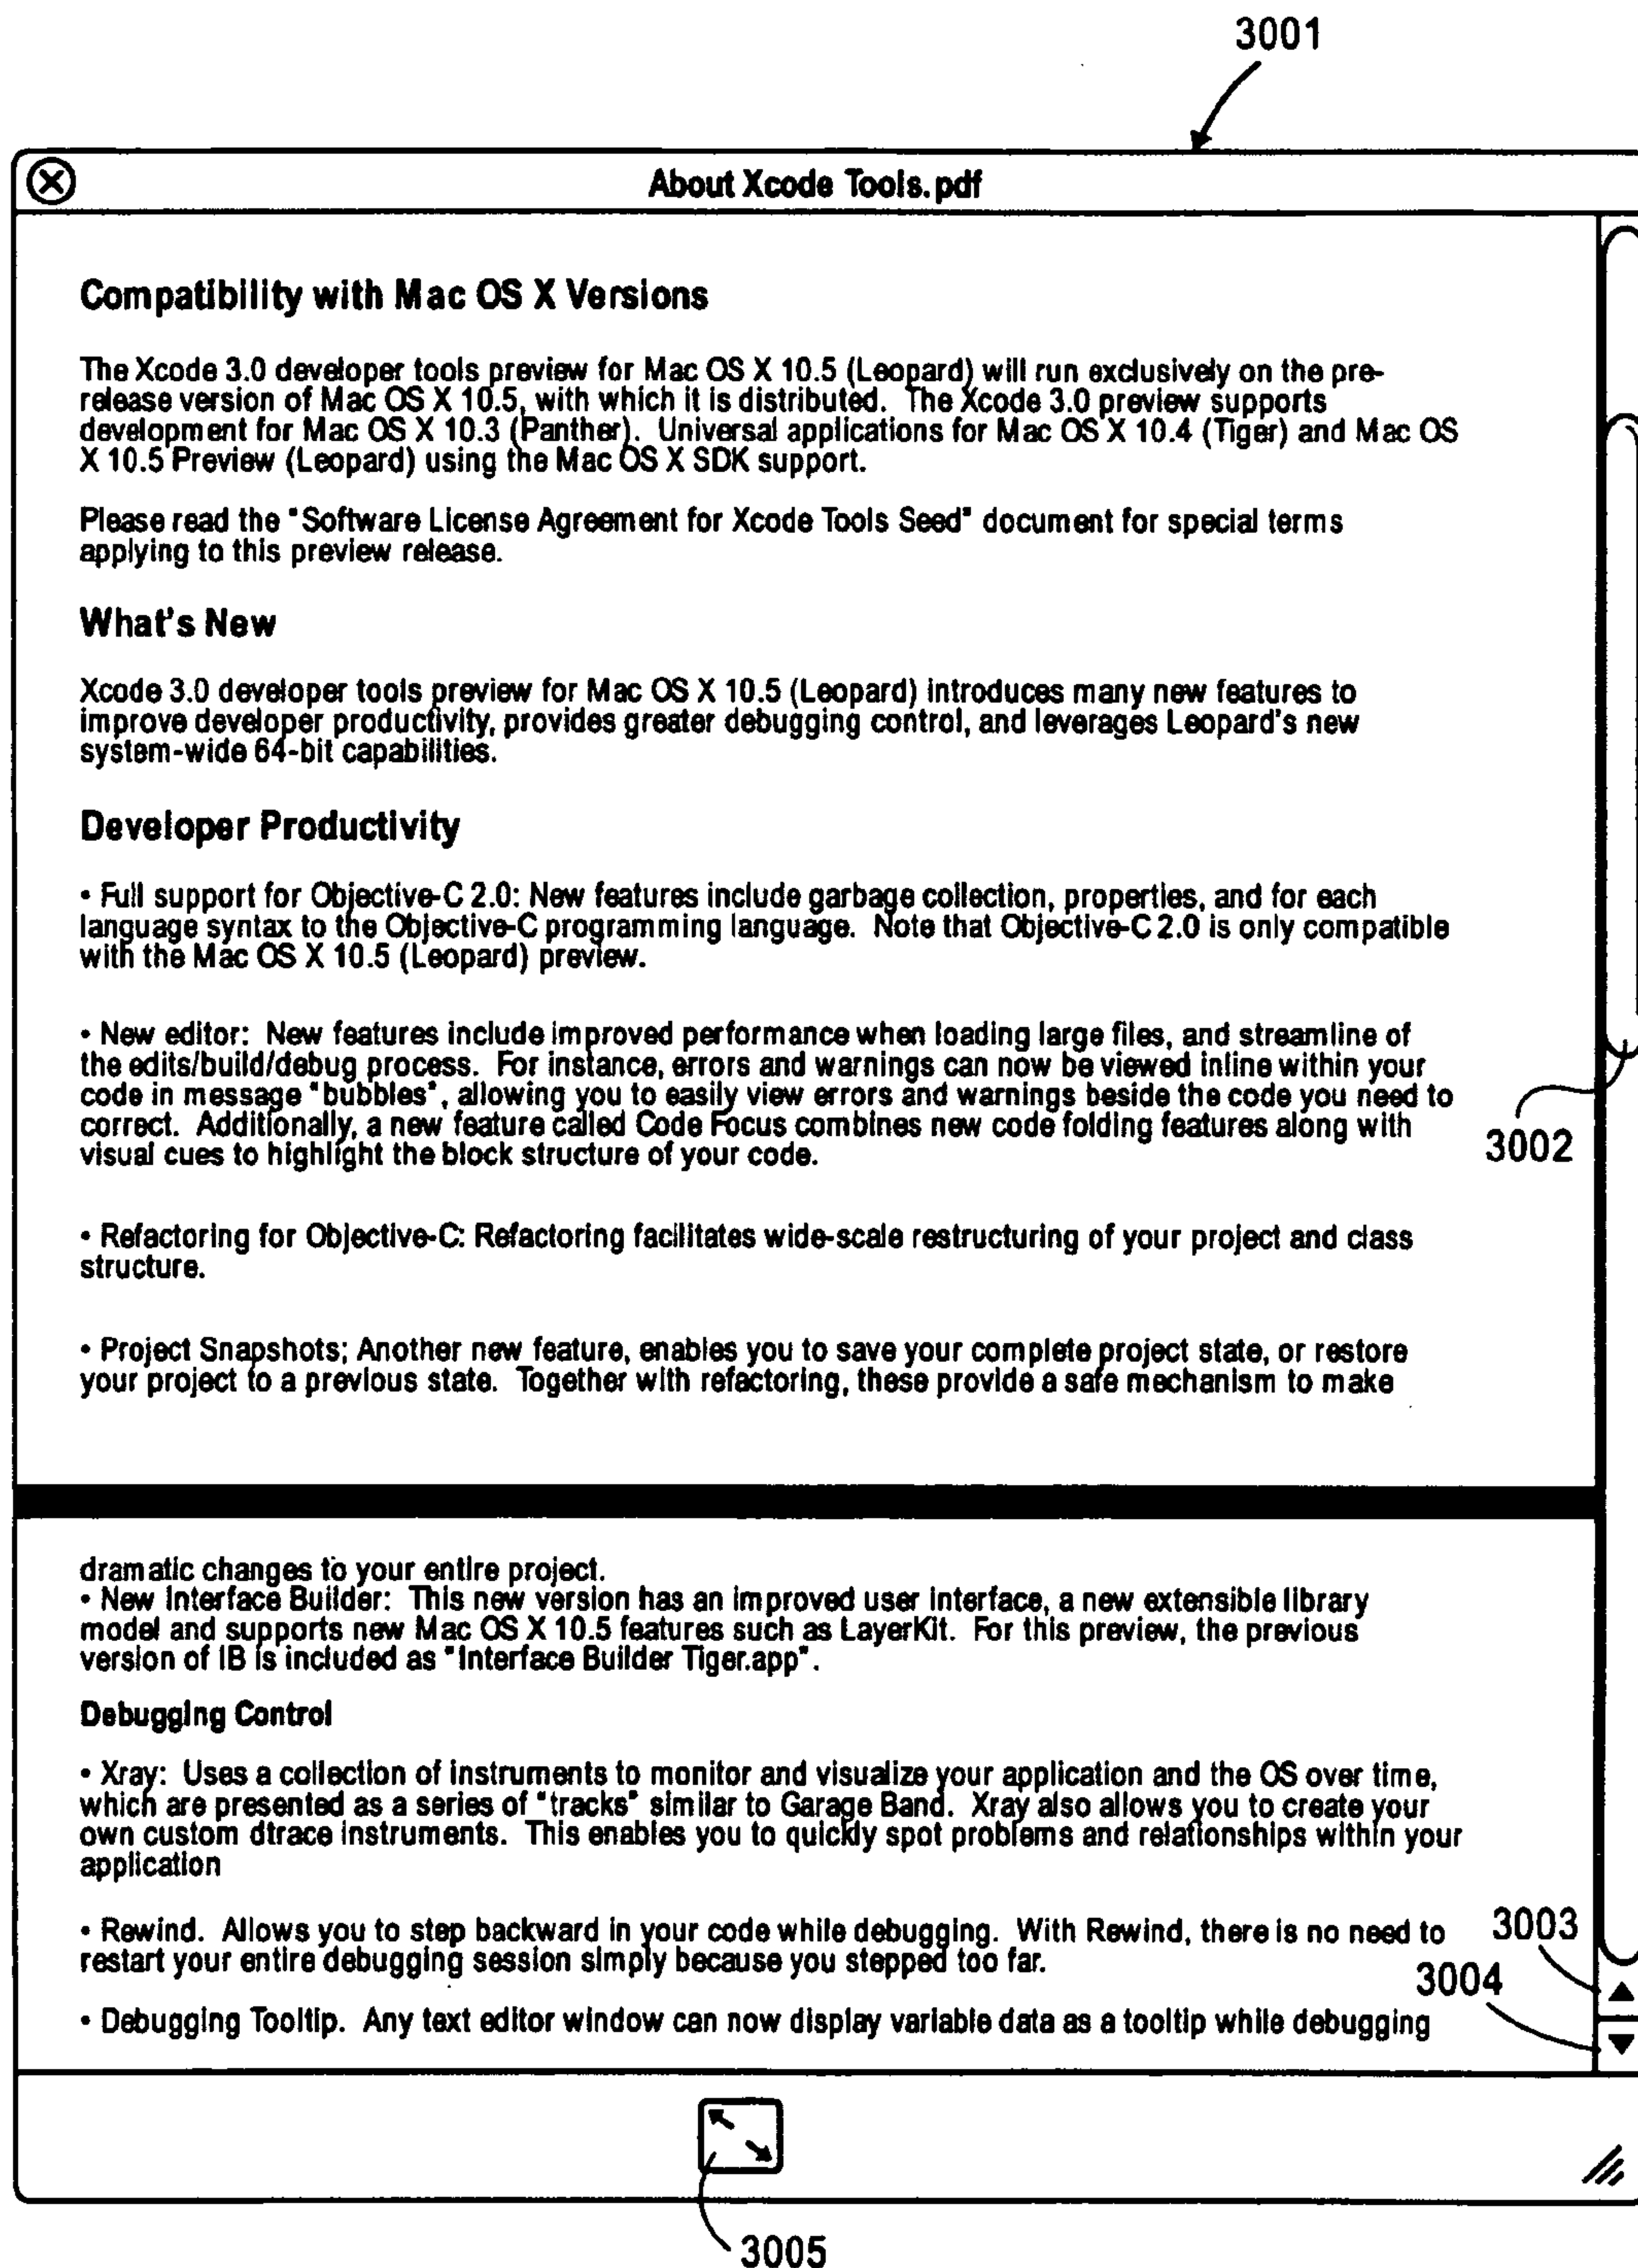 3001
About Xcode Tools.pdf
Compatibility with Mac OS X Versions
The Xcode 3.0 developer tools preview for Mac OS X 10.5 (Leopard) will run exclusively on the pre-
release version of Mac OS X 10.5, with which it is distributed. The Xcode 3.0 preview supports
development for Mac OS X 10.3 (Panther). Universal applications for Mac OS X 10.4 (Tiger) and Mac OS
X 10.5 Preview (Leopard) using the Mac OS X SDK support.
Please read the "Software License Agreement for Xcode Tools Seed" document for special terms
applying to this preview release.
What's New
Xcode 3.0 developer tools preview for Mac OS X 10.5 (Leopard) introduces many new features to
improve developer productivity, provides greater debugging control, and leverages Leopard's new
system-wide 64-bit capabilities.
Developer Productivity
• Full support for Objective-C 2.0: New features include garbage collection, properties, and for each
language syntax to the Objective-C programming language. Note that Objective-C 2.0 is only compatible
with the Mac OS X 10.5 (Leopard) preview.
• New editor: New features include improved performance when loading large files, and streamline of
the edits/build/debug process. For instance, errors and warnings can now be viewed inline within your
code in message "bubbles", allowing you to easily view errors and warnings beside the code you need to
correct. Additionally, a new feature called Code Focus combines new code folding features along with
visual cues to highlight the block structure of your code.
3002
• Refactoring for Objective-C: Refactoring facilitates wide-scale restructuring of your project and class
structure.
• Project Snapshots; Another new feature, enables you to save your complete project state, or restore
your project to a previous state. Together with refactoring, these provide a safe mechanism to make
dramatic changes to your entire project.
• New Interface Builder: This new version has an improved user interface, a new extensible library
model and supports new Mac OS X 10.5 features such as LayerKit. For this preview, the previous
version of IB is included as "Interface Builder Tiger.app".
Debugging Control
• Xray: Uses a collection of instruments to monitor and visualize your application and the OS over time,
which are presented as a series of "tracks" similar to Garage Band. Xray also allows you to create your
own custom dtrace instruments. This enables you to quickly spot problems and relationships within your
application
• Rewind. Allows you to step backward in your code while debugging. With Rewind, there is no need to
restart your entire debugging session simply because you stepped too far.
3003
3004
• Debugging Tooltip. Any text editor window can now display variable data as a tooltip while debugging
3005